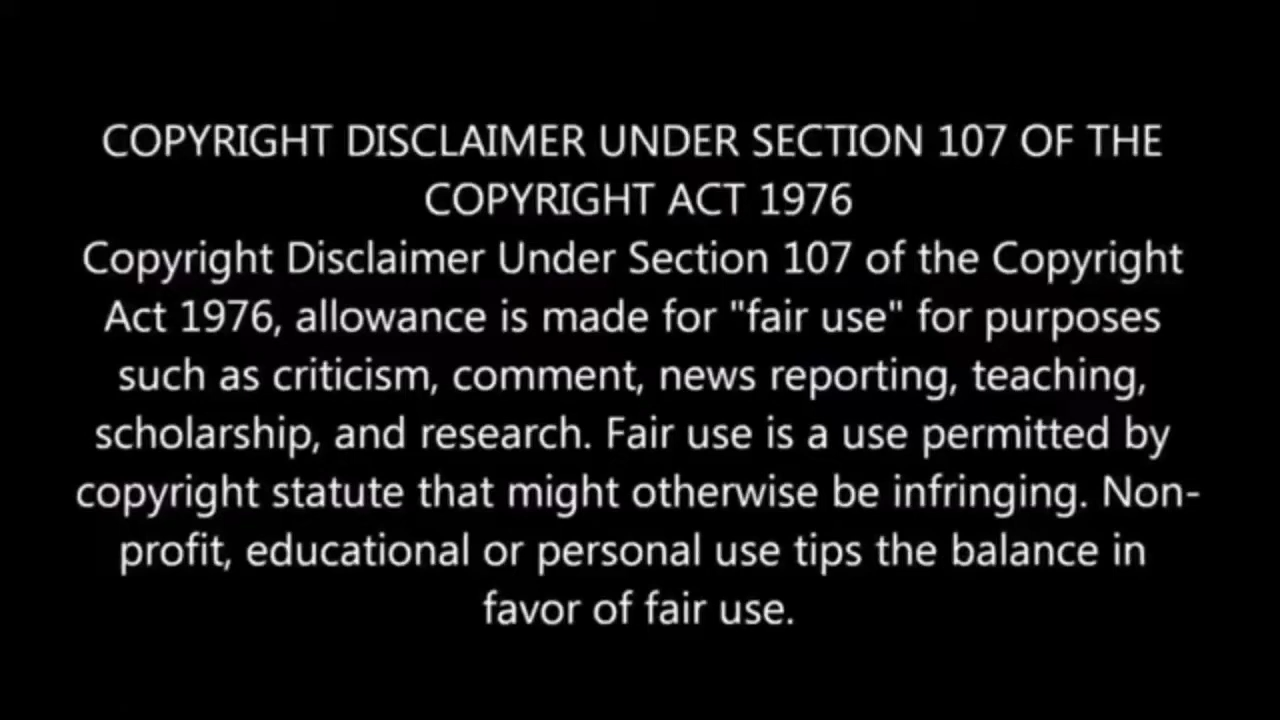 COPYRIGHT DISCLAIMER UNDER SECTION 107 OF THE
COPYRIGHT ACT 1976
Copyright Disclaimer Under Section 107 of the Copyright
Act 1976, allowance is made for "fair use" for purposes
such as criticism, comment, news reporting, teaching,
scholarship, and research. Fair use is a use permitted by
copyright statute that might otherwise be infringing. Non-
profit, educational or personal use tips the balance in
favor of fair use.